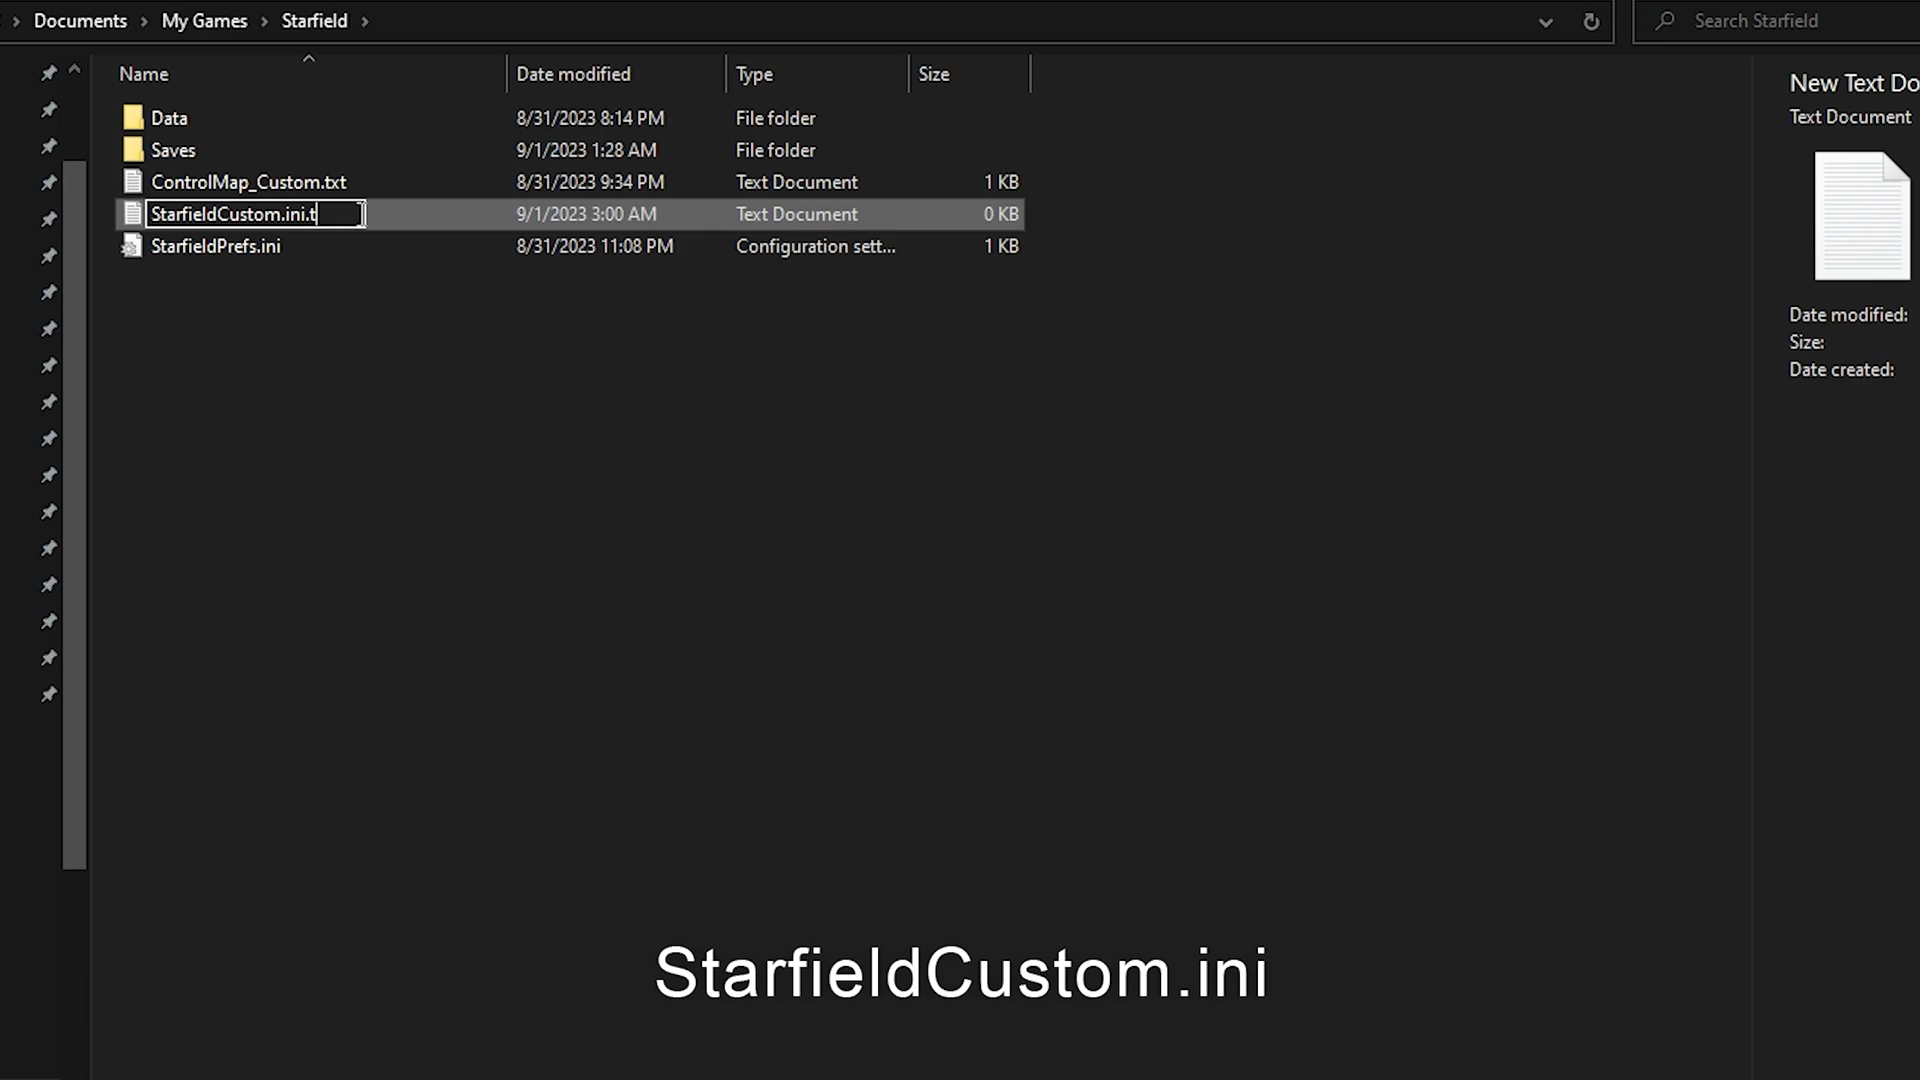 Documents > My Games > Starfield >
Search Starfield
Name Date modified Type Size
Data 8/31/2023 8:14 PM File folder
Saves 9/1/2023 1:28 AM File folder
ControlMap_Custom.txt 8/31/2023 9:34 PM Text Document 1 KB
StarfieldCustom.ini.t 9/1/2023 3:00 AM Text Document 0 KB
StarfieldPrefs.ini 8/31/2023 11:08 PM Configuration sett... 1 KB
New Text Do
Text Document
Date modified:
Size:
Date created:
StarfieldCustom.ini